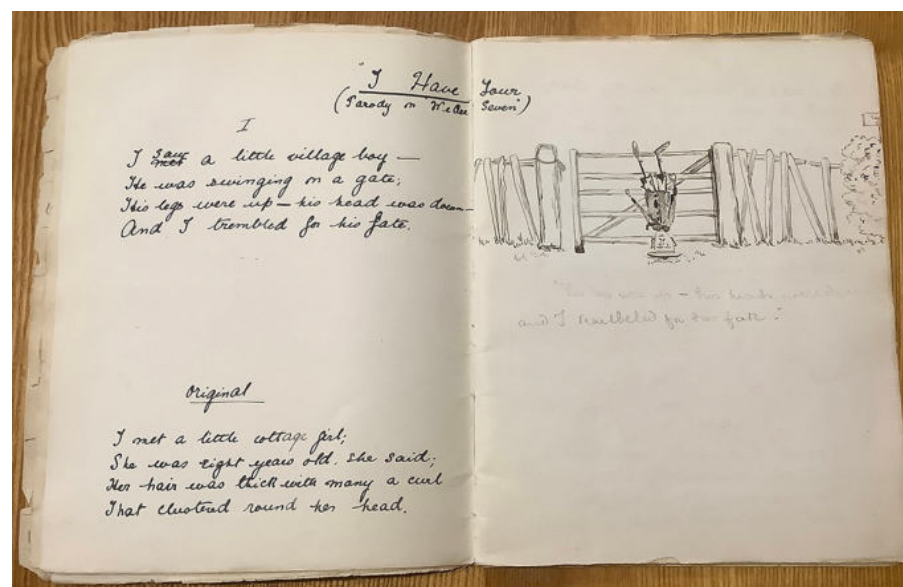 "I Have Four
(Parody on "We Are Seven")
I
I saw a little village boy —
He was swinging on a gate;
His legs were up — his head was down —
And I trembled for his fate.
Original
I met a little cottage girl;
She was eight years old, she said;
Her hair was thick with many a curl
That clustered round her head.
up — his head
and I trembled for his fate."